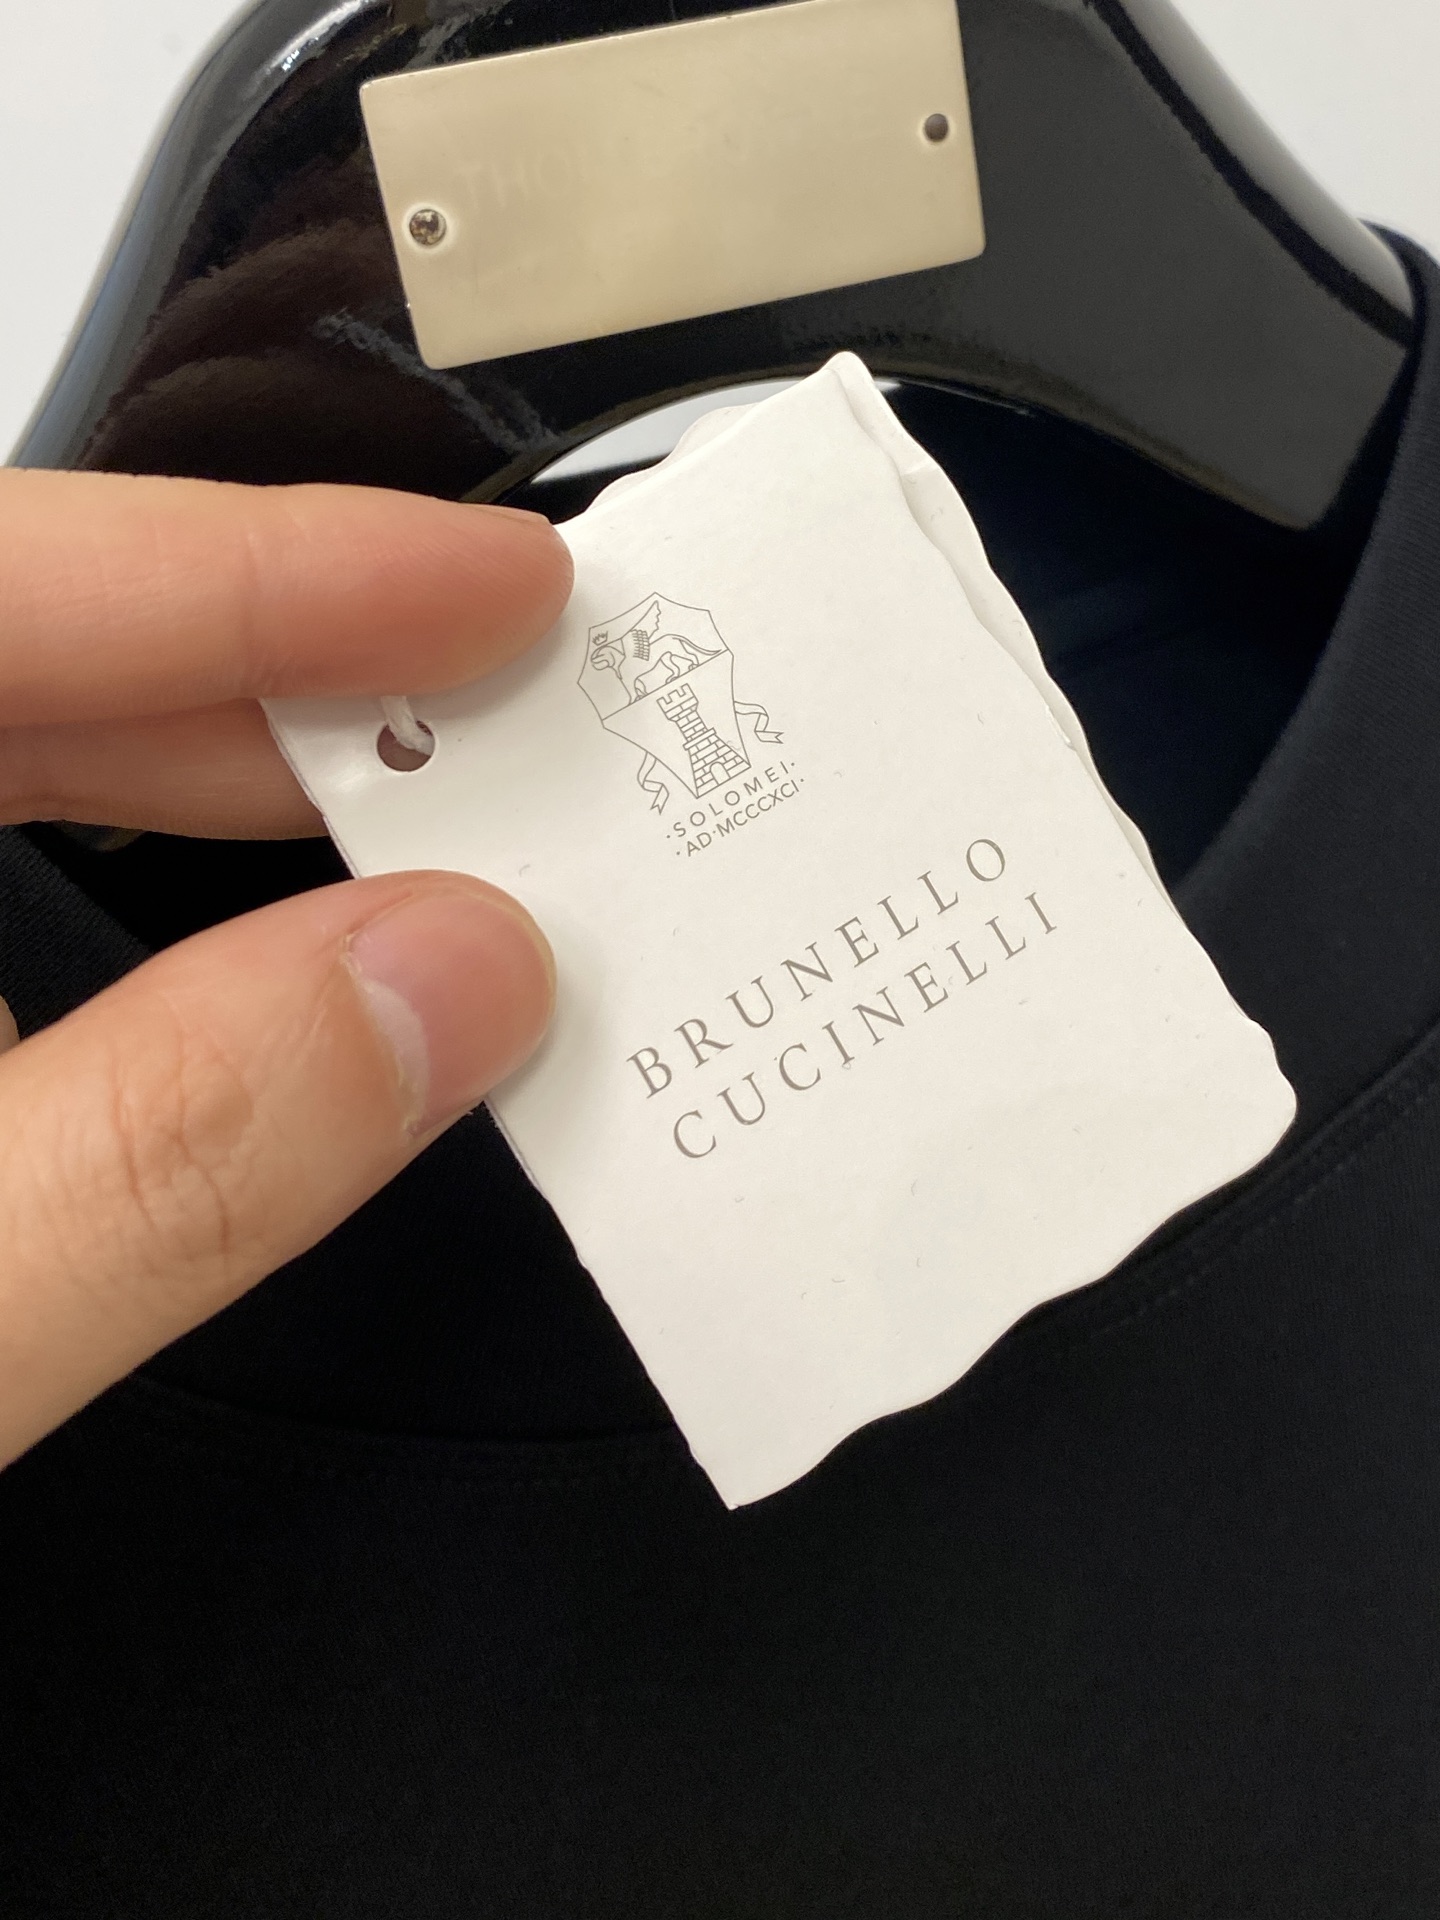 ·SOLOMEI·
·AD·MCCCXCI·
BRUNELLO
CUCINELLI